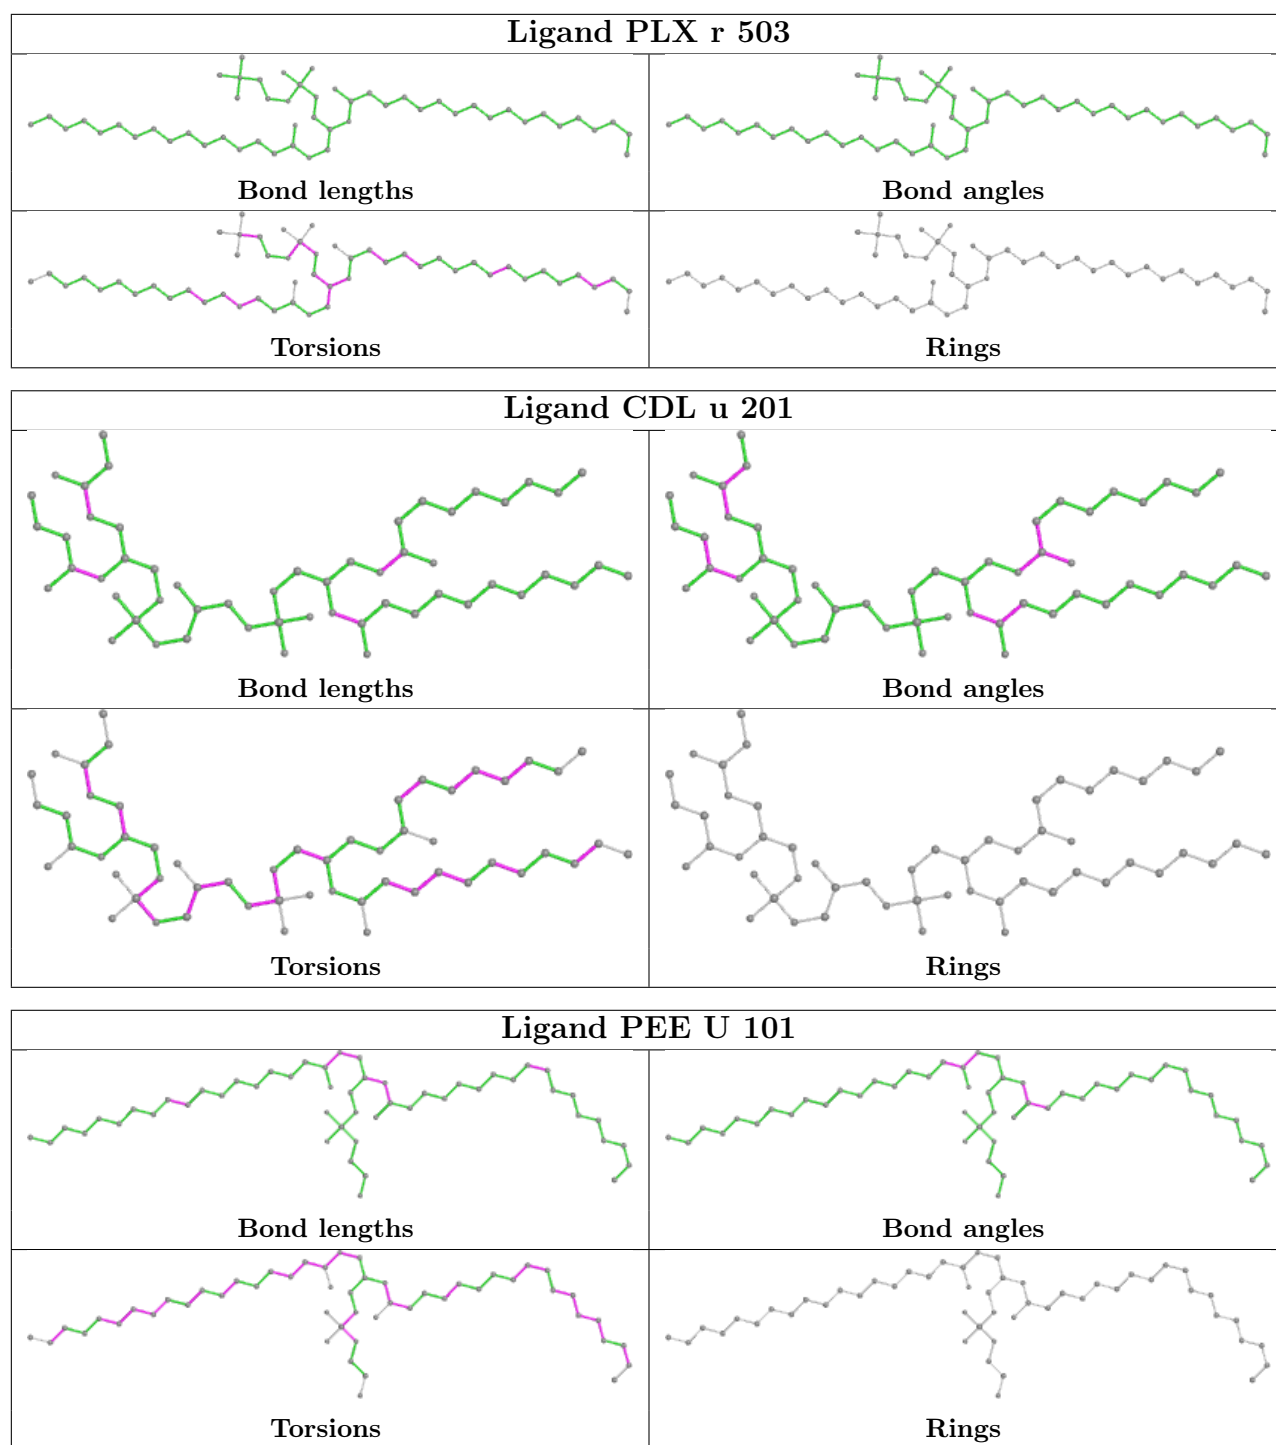 Ligand PLX r 503
Bond lengths
Bond angles
Torsions
Rings
Ligand CDL u 201
Bond lengths
Bond angles
Torsions
Rings
Ligand PEE U 101
Bond lengths
Bond angles
Torsions
Rings